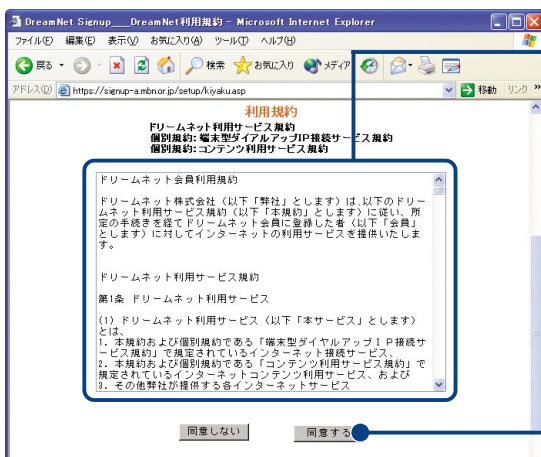 DreamNet Signup___DreamNet利用規約 - Microsoft Internet Explorer
ファイル(F) 編集(E) 表示(V) お気に入り(A) ツール(T) ヘルプ(H)
戻る 検索 お気に入り メディア
アドレス(D) https://signup-a.mbn.or.jp/setup/kiyaku.asp 移動 リンク »
利用規約
ドリームネット利用サービス規約
個別規約: 端末型ダイアルアップIP接続サービス規約
個別規約: コンテンツ利用サービス規約
ドリームネット会員利用規約
ドリームネット株式会社（以下「弊社」とします）は、以下のドリー
ムネット利用サービス規約（以下「本規約」とします）に従い、所
定の手続きを経てドリームネット会員に登録した者（以下「会員」
とします）に対してインターネットの利用サービスを提供いたしま
す。
ドリームネット利用サービス規約
第1条 ドリームネット利用サービス
(1) ドリームネット利用サービス（以下「本サービス」とします）
とは、
1. 本規約および個別規約である「端末型ダイヤルアップＩＰ接続サ
ービス規約」で規定されているインターネット接続サービス、
2. 本規約および個別規約である「コンテンツ利用サービス規約」で
規定されているインターネットコンテンツ利用サービス、および
3. その他弊社が提供する各インターネットサービス
同意しない 同意する